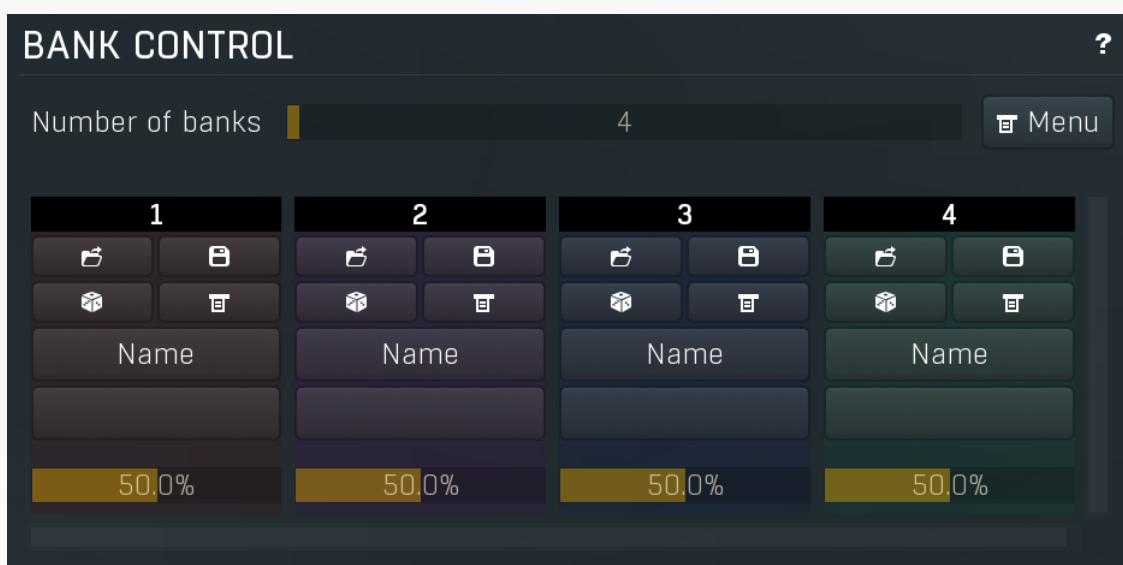 BANK CONTROL ?
Number of banks 4 Menu
1 2 3 4
Name Name Name Name
50.0% 50.0% 50.0% 50.0%